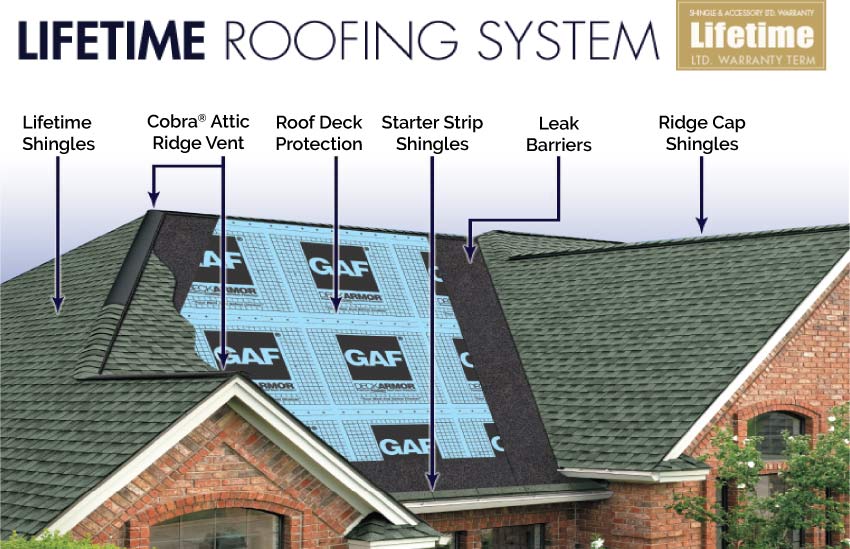 LIFETIME ROOFING SYSTEM
SHINGLE & ACCESSORY LTD. WARRANTY
Lifetime
LTD. WARRANTY TERM
Lifetime
Shingles
Cobra® Attic
Ridge Vent
Roof Deck
Protection
Starter Strip
Shingles
Leak
Barriers
Ridge Cap
Shingles
GAF
GAF
DECKARMOR
GAF
DECKARMOR
GAF
DECKARMOR
GAF